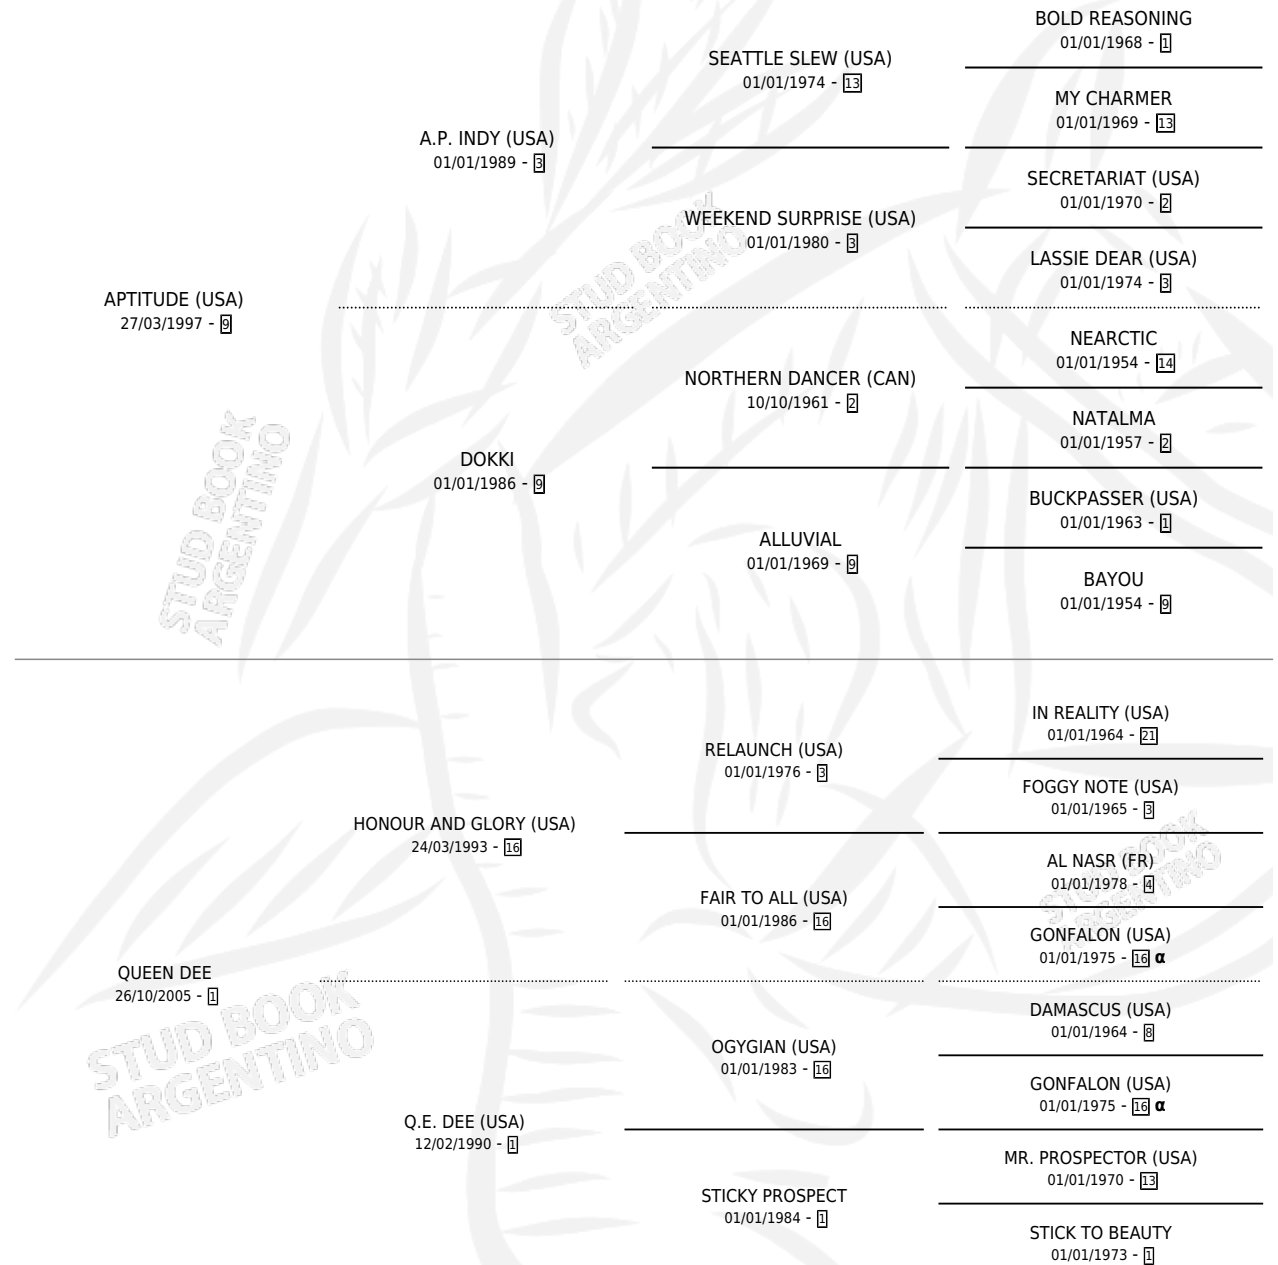 BOLD REASONING
01/01/1968 - 1
SEATTLE SLEW (USA)
01/01/1974 - 13
MY CHARMER
01/01/1969 - 13
A.P. INDY (USA)
01/01/1989 - 3
SECRETARIAT (USA)
01/01/1970 - 2
WEEKEND SURPRISE (USA)
01/01/1980 - 3
LASSIE DEAR (USA)
01/01/1974 - 3
STUD BOOK
ARGENTINO
APTITUDE (USA)
27/03/1997 - 9
NEARCTIC
01/01/1954 - 14
NORTHERN DANCER (CAN)
10/10/1961 - 2
NATALMA
01/01/1957 - 2
DOKKI
01/01/1986 - 9
BUCKPASSER (USA)
01/01/1963 - 1
ALLUVIAL
01/01/1969 - 9
BAYOU
01/01/1954 - 9
STUD BOOK
ARGENTINO
IN REALITY (USA)
01/01/1964 - 21
RELAUNCH (USA)
01/01/1976 - 3
FOGGY NOTE (USA)
01/01/1965 - 3
HONOUR AND GLORY (USA)
24/03/1993 - 16
AL NASR (FR)
01/01/1978 - 4
FAIR TO ALL (USA)
01/01/1986 - 16
GONFALON (USA)
01/01/1975 - 16 α
STUD BOOK
ARGENTINO
QUEEN DEE
26/10/2005 - 1
DAMASCUS (USA)
01/01/1964 - 8
OGYGIAN (USA)
01/01/1983 - 16
GONFALON (USA)
01/01/1975 - 16 α
Q.E. DEE (USA)
12/02/1990 - 1
MR. PROSPECTOR (USA)
01/01/1970 - 13
STICKY PROSPECT
01/01/1984 - 1
STICK TO BEAUTY
01/01/1973 - 1
STUD BOOK
ARGENTINO